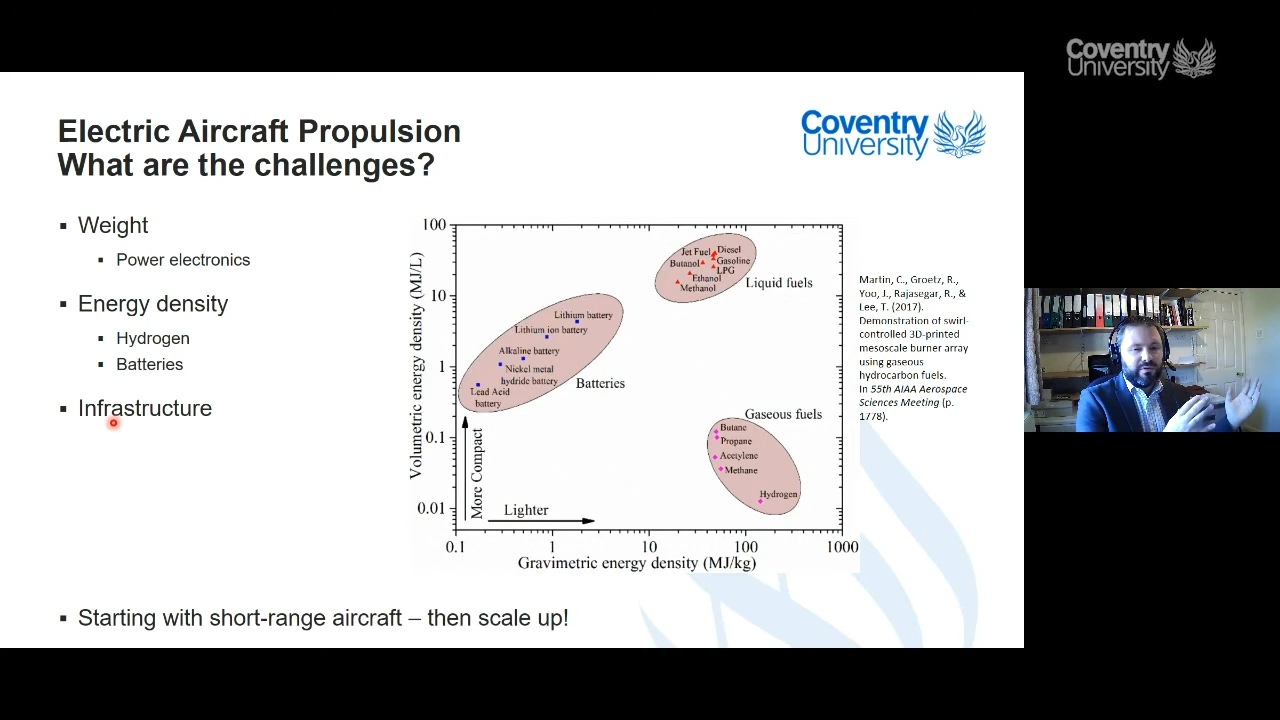 Coventry
University
Electric Aircraft Propulsion
What are the challenges?
Coventry
University
Weight
Power electronics
Energy density
Hydrogen
Batteries
Infrastructure
Starting with short-range aircraft – then scale up!
Volumetric energy density (MJ/L)
100
10
1
0.1
0.01
Jet Fuel
Diesel
Butanol
Gasoline
LPG
Ethanol
Methanol
Liquid fuels
Lithium battery
Lithium ion battery
Alkaline battery
Nickel metal
hydride battery
Lead Acid
battery
Batteries
Gaseous fuels
Butane
Propane
Acetylene
Methane
Hydrogen
More Compact
Lighter
0.1
1
10
100
1000
Gravimetric energy density (MJ/kg)
Martin, C., Groetz, R.,
Yoo, J., Rajasegar, R., &
Lee, T. (2017).
Demonstration of swirl-
controlled 3D-printed
mesoscale burner array
using gaseous
hydrocarbon fuels.
In 55th AIAA Aerospace
Sciences Meeting (p.
1778).